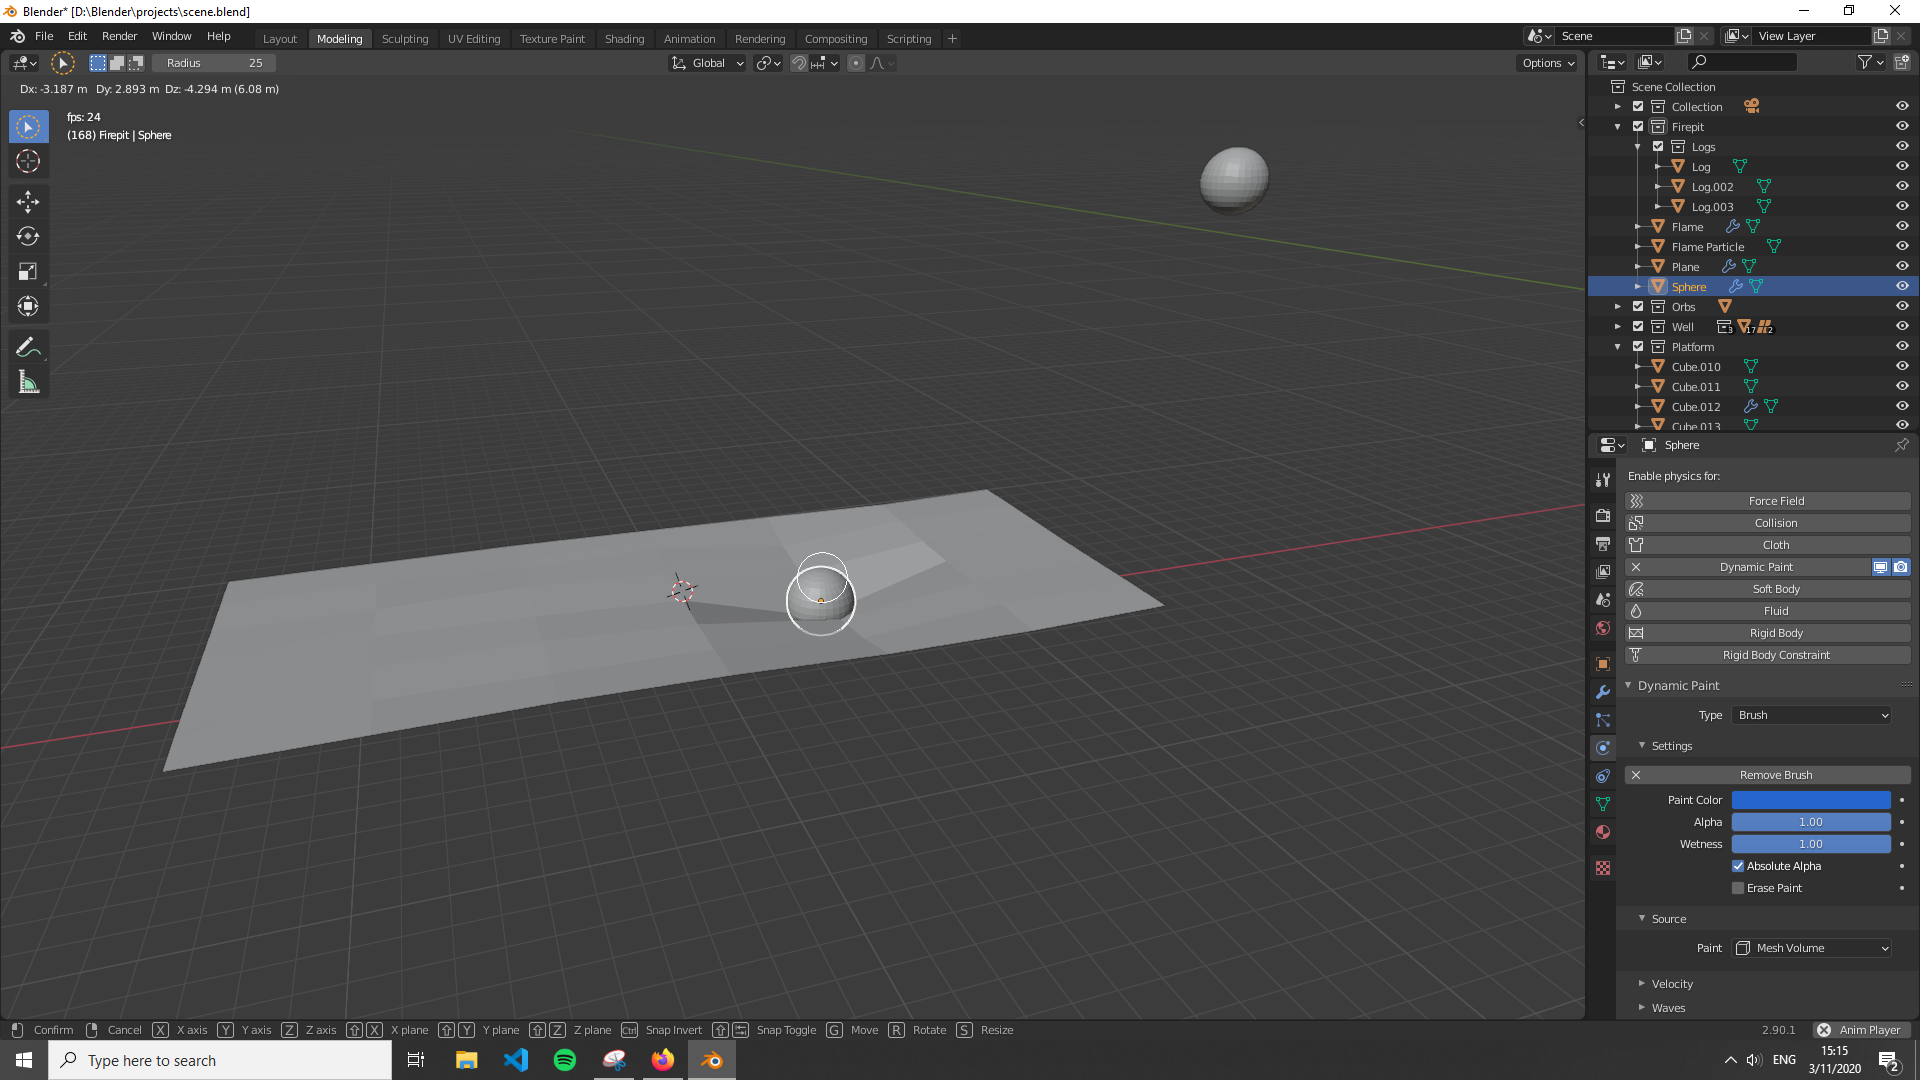 Blender* [D:\Blender\projects\scene.blend]
File Edit Render Window Help
Layout Modeling Sculpting UV Editing Texture Paint Shading Animation Rendering Compositing Scripting +
Scene
View Layer
Radius 25
Global
Options
Dx: -3.187 m Dy: 2.893 m Dz: -4.294 m (6.08 m)
fps: 24
(168) Firepit | Sphere
Scene Collection
Collection
Firepit
Logs
Log
Log.002
Log.003
Flame
Flame Particle
Plane
Sphere
Orbs
Well 3 17 2
Platform
Cube.010
Cube.011
Cube.012
Cube.013
Sphere
Enable physics for:
Force Field
Collision
Cloth
Dynamic Paint
Soft Body
Fluid
Rigid Body
Rigid Body Constraint
Dynamic Paint
Type Brush
Settings
Remove Brush
Paint Color
Alpha 1.00
Wetness 1.00
Absolute Alpha
Erase Paint
Source
Paint Mesh Volume
Velocity
Waves
Confirm Cancel X X axis Y Y axis Z Z axis X X plane Y Y plane Z Z plane Ctrl Snap Invert Snap Toggle G Move R Rotate S Resize
2.90.1 Anim Player
Type here to search
ENG
15:15
3/11/2020
2